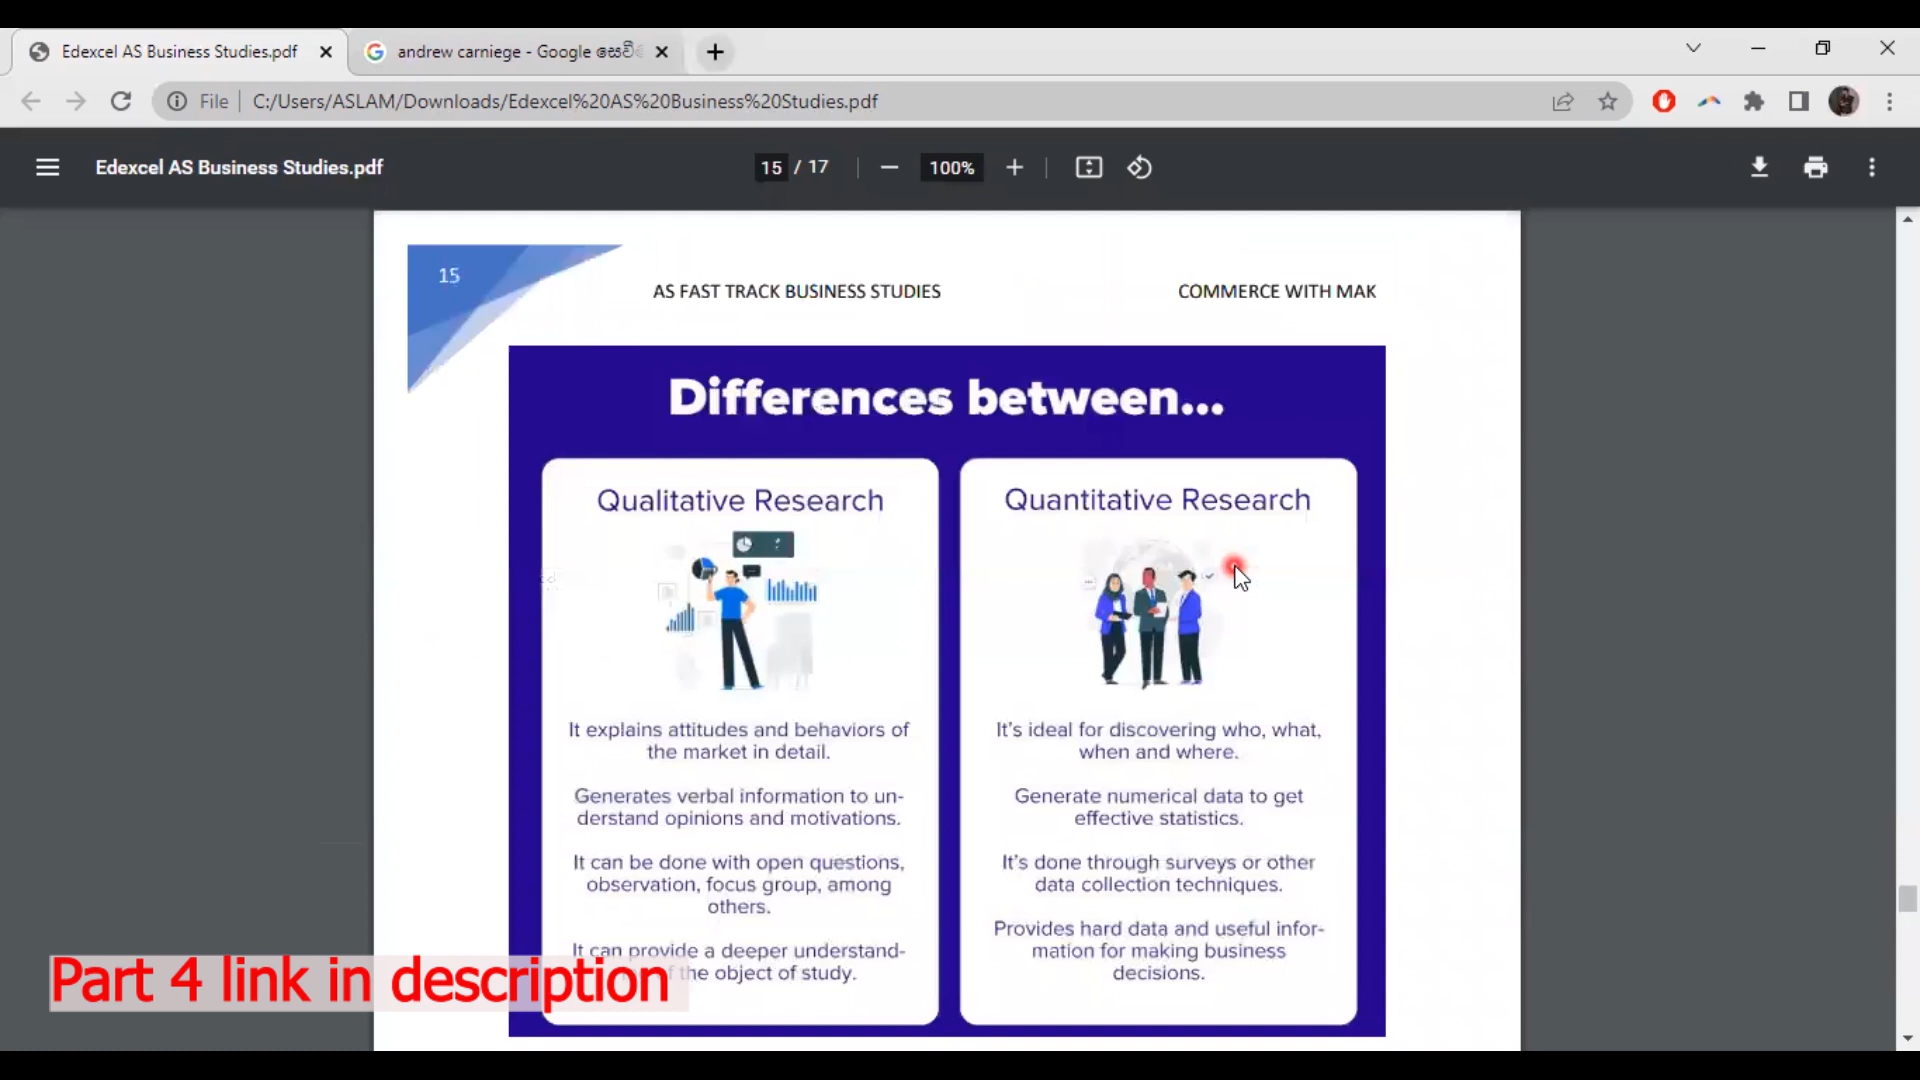 Edexcel AS Business Studies.pdf
andrew carniege - Google සෙවී
File
C:/Users/ASLAM/Downloads/Edexcel%20AS%20Business%20Studies.pdf
Edexcel AS Business Studies.pdf
15 / 17
100%
15
AS FAST TRACK BUSINESS STUDIES
COMMERCE WITH MAK
Differences between...
Qualitative Research
It explains attitudes and behaviors of
the market in detail.
Generates verbal information to un-
derstand opinions and motivations.
It can be done with open questions,
observation, focus group, among
others.
It can provide a deeper understand-
the object of study.
Quantitative Research
It's ideal for discovering who, what,
when and where.
Generate numerical data to get
effective statistics.
It's done through surveys or other
data collection techniques.
Provides hard data and useful infor-
mation for making business
decisions.
Part 4 link in description